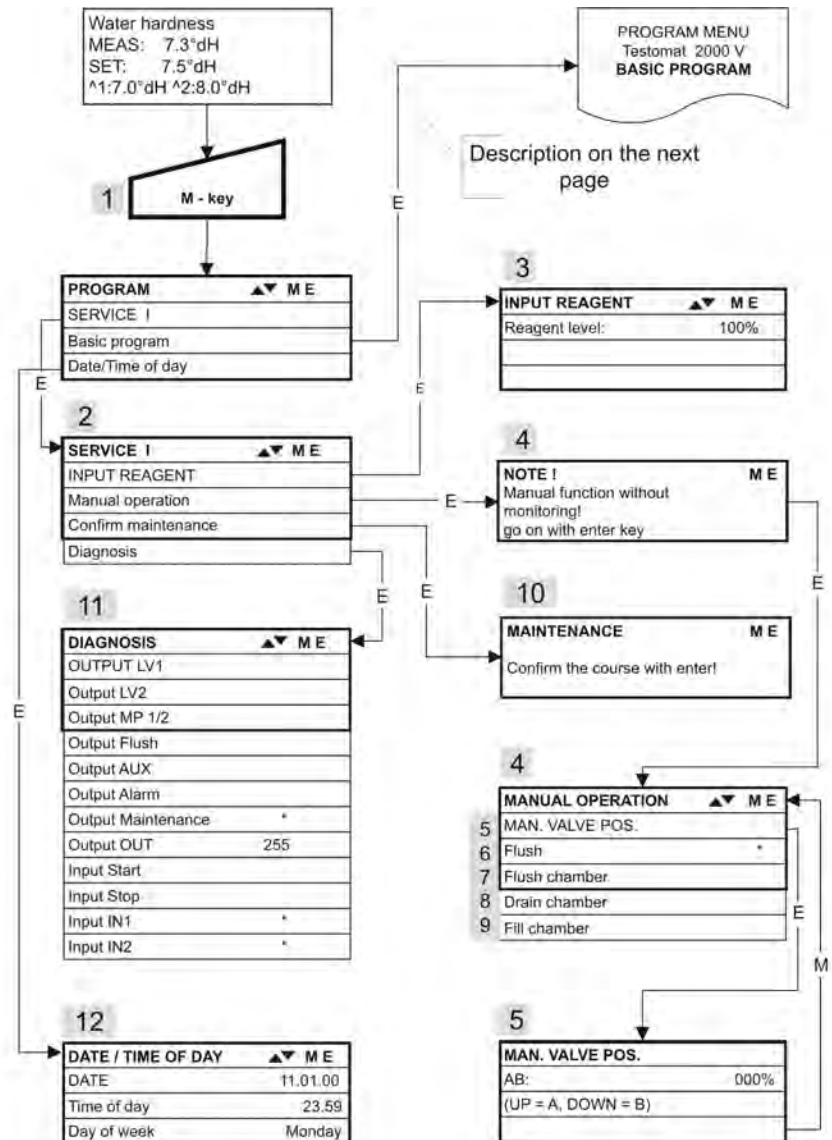 Water hardness
MEAS: 7.3°dH
SET: 7.5°dH
^1:7.0°dH ^2:8.0°dH
PROGRAM MENU
Testomat 2000 V
BASIC PROGRAM
Description on the next
page
1
M - key
E
PROGRAM ▲▼ M E
SERVICE I
Basic program
Date/Time of day
E
3
INPUT REAGENT ▲▼ M E
Reagent level: 100%
E
2
SERVICE I ▲▼ M E
INPUT REAGENT
Manual operation
Confirm maintenance
Diagnosis
E
4
NOTE ! M E
Manual function without
monitoring!
go on with enter key
E
E
E
10
MAINTENANCE M E
Confirm the course with enter!
11
DIAGNOSIS ▲▼ M E
OUTPUT LV1
Output LV2
Output MP 1/2
Output Flush
Output AUX
Output Alarm
Output Maintenance *
Output OUT 255
Input Start
Input Stop
Input IN1 *
Input IN2 *
E
4
MANUAL OPERATION ▲▼ M E
5 MAN. VALVE POS.
6 Flush *
7 Flush chamber
8 Drain chamber
9 Fill chamber
E
M
12
DATE / TIME OF DAY ▲▼ M E
DATE 11.01.00
Time of day 23.59
Day of week Monday
5
MAN. VALVE POS.
AB: 000%
(UP = A, DOWN = B)